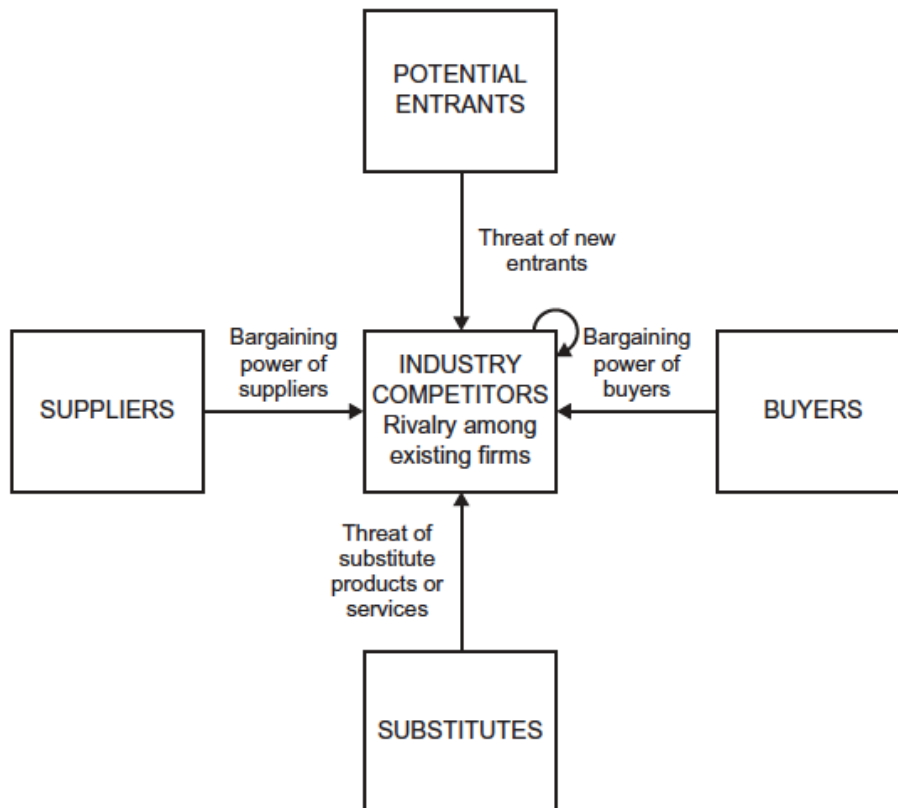 POTENTIAL
ENTRANTS
Threat of new
entrants
Bargaining
power of
suppliers
Bargaining
power of
buyers
SUPPLIERS
INDUSTRY
COMPETITORS
Rivalry among
existing firms
BUYERS
Threat of
substitute
products or
services
SUBSTITUTES